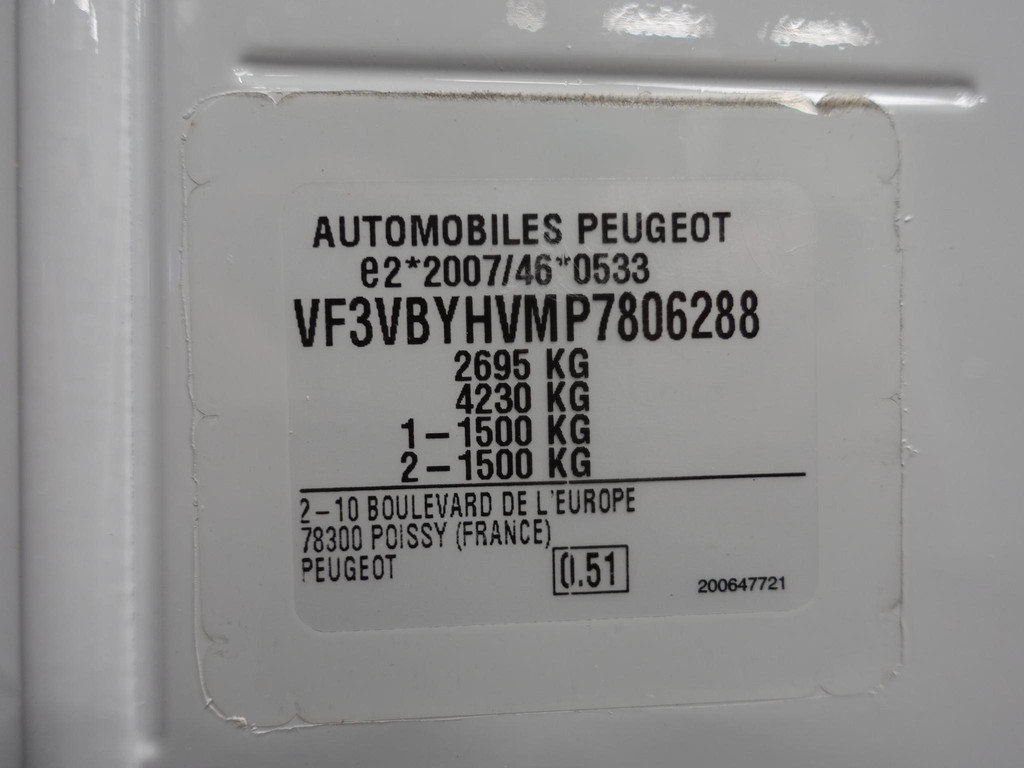 AUTOMOBILES PEUGEOT
e2*2007/46*0533
VF3VBYHVMP7806288
2695 KG
4230 KG
1-1500 KG
2-1500 KG
2-10 BOULEVARD DE L'EUROPE
78300 POISSY (FRANCE)
PEUGEOT
0.51
200647721